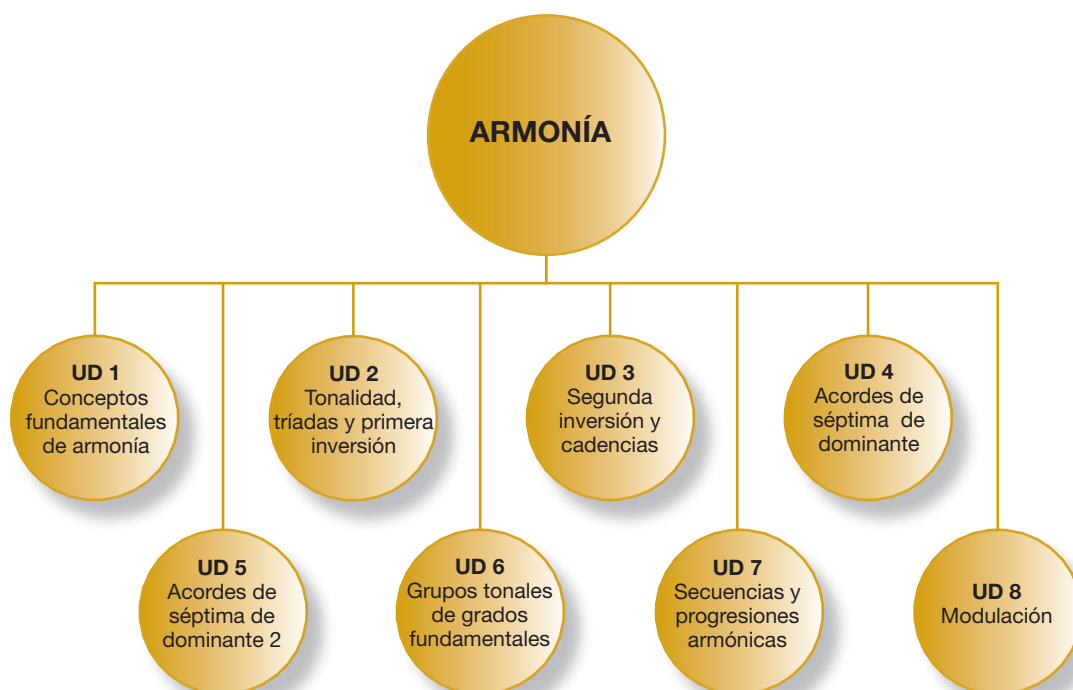 ARMONÍA
UD 1
Conceptos
fundamentales
de armonía
UD 2
Tonalidad,
tríadas y primera
inversión
UD 3
Segunda
inversión y
cadencias
UD 4
Acordes de
séptima de
dominante
UD 5
Acordes de
séptima de
dominante 2
UD 6
Grupos tonales
de grados
fundamentales
UD 7
Secuencias y
progresiones
armónicas
UD 8
Modulación